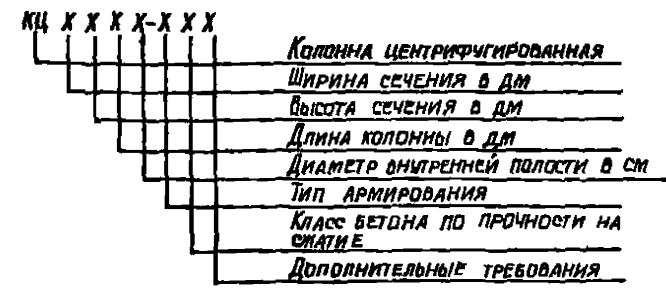 КЦ Х Х Х Х-Х Х Х
Колонна центрифугированная
Ширина сечения в дм
Высота сечения в дм
Длина колонны в дм
Диаметр внутренней полости в см
Тип армирования
Класс бетона по прочности на
сжатие
Дополнительные требования